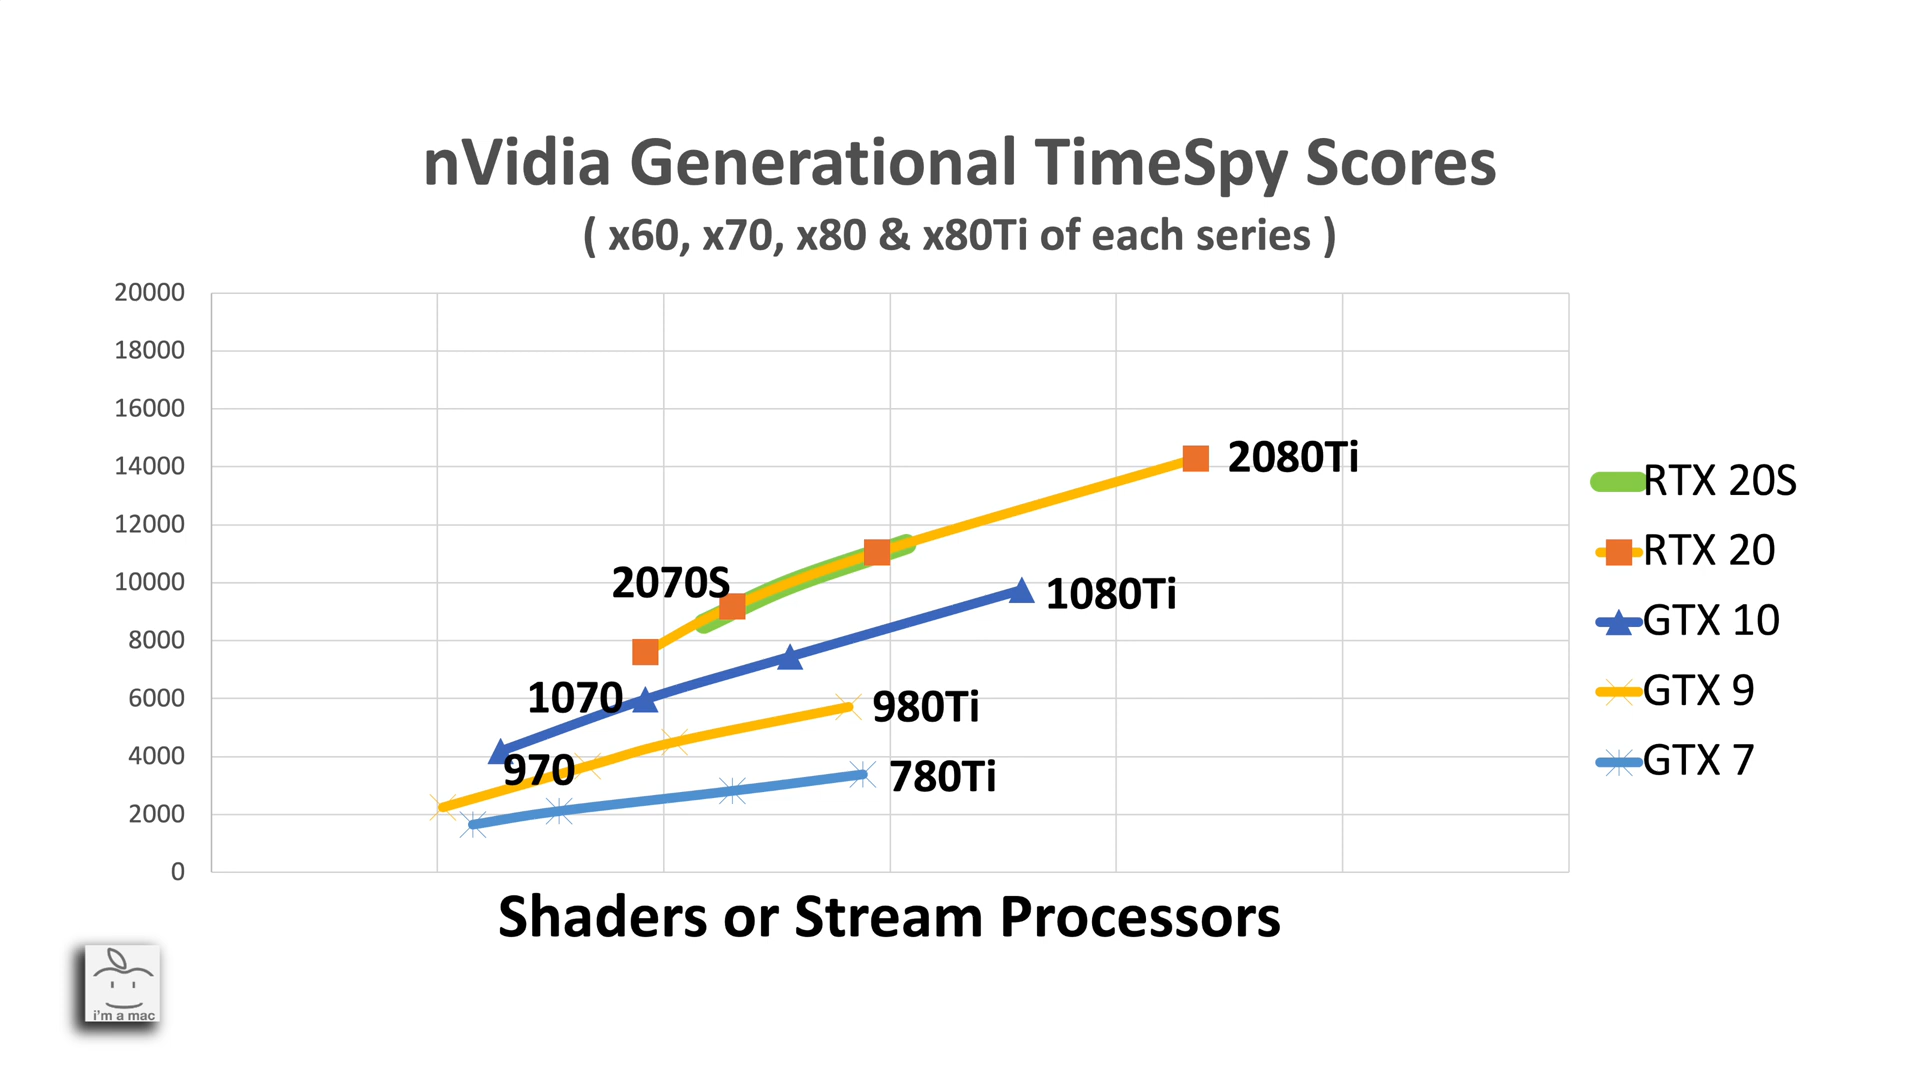 nVidia Generational TimeSpy Scores
( x60, x70, x80 & x80Ti of each series )
20000
18000
16000
14000
12000
10000
8000
6000
4000
2000
0
2080Ti
2070S
1080Ti
1070
980Ti
970
780Ti
RTX 20S
RTX 20
GTX 10
GTX 9
GTX 7
Shaders or Stream Processors
i'm a mac